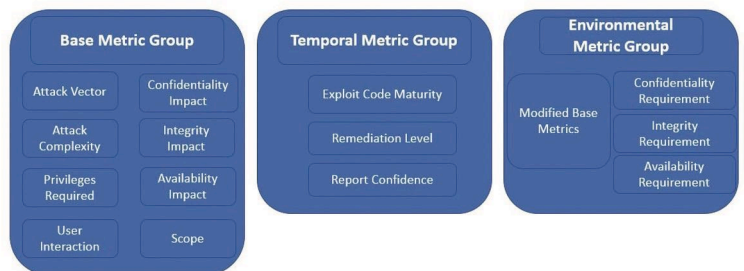 Base Metric Group
Attack Vector
Confidentiality
Impact
Attack
Complexity
Integrity
Impact
Privileges
Required
Availability
Impact
User
Interaction
Scope
Temporal Metric Group
Exploit Code Maturity
Remediation Level
Report Confidence
Environmental
Metric Group
Modified Base
Metrics
Confidentiality
Requirement
Integrity
Requirement
Availability
Requirement